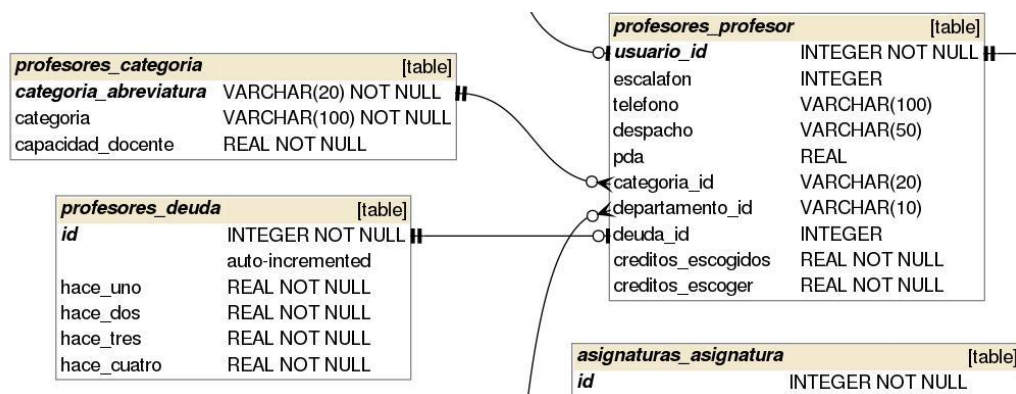 profesores_categoria [table]
categoria_abreviatura VARCHAR(20) NOT NULL
categoria VARCHAR(100) NOT NULL
capacidad_docente REAL NOT NULL
profesores_deuda [table]
id INTEGER NOT NULL
auto-incremented
hace_uno REAL NOT NULL
hace_dos REAL NOT NULL
hace_tres REAL NOT NULL
hace_cuatro REAL NOT NULL
profesores_profesor [table]
usuario_id INTEGER NOT NULL
escalafon INTEGER
telefono VARCHAR(100)
despacho VARCHAR(50)
pda REAL
categoria_id VARCHAR(20)
departamento_id VARCHAR(10)
deuda_id INTEGER
creditos_escogidos REAL NOT NULL
creditos_escoger REAL NOT NULL
asignaturas_asignatura [table]
id INTEGER NOT NULL